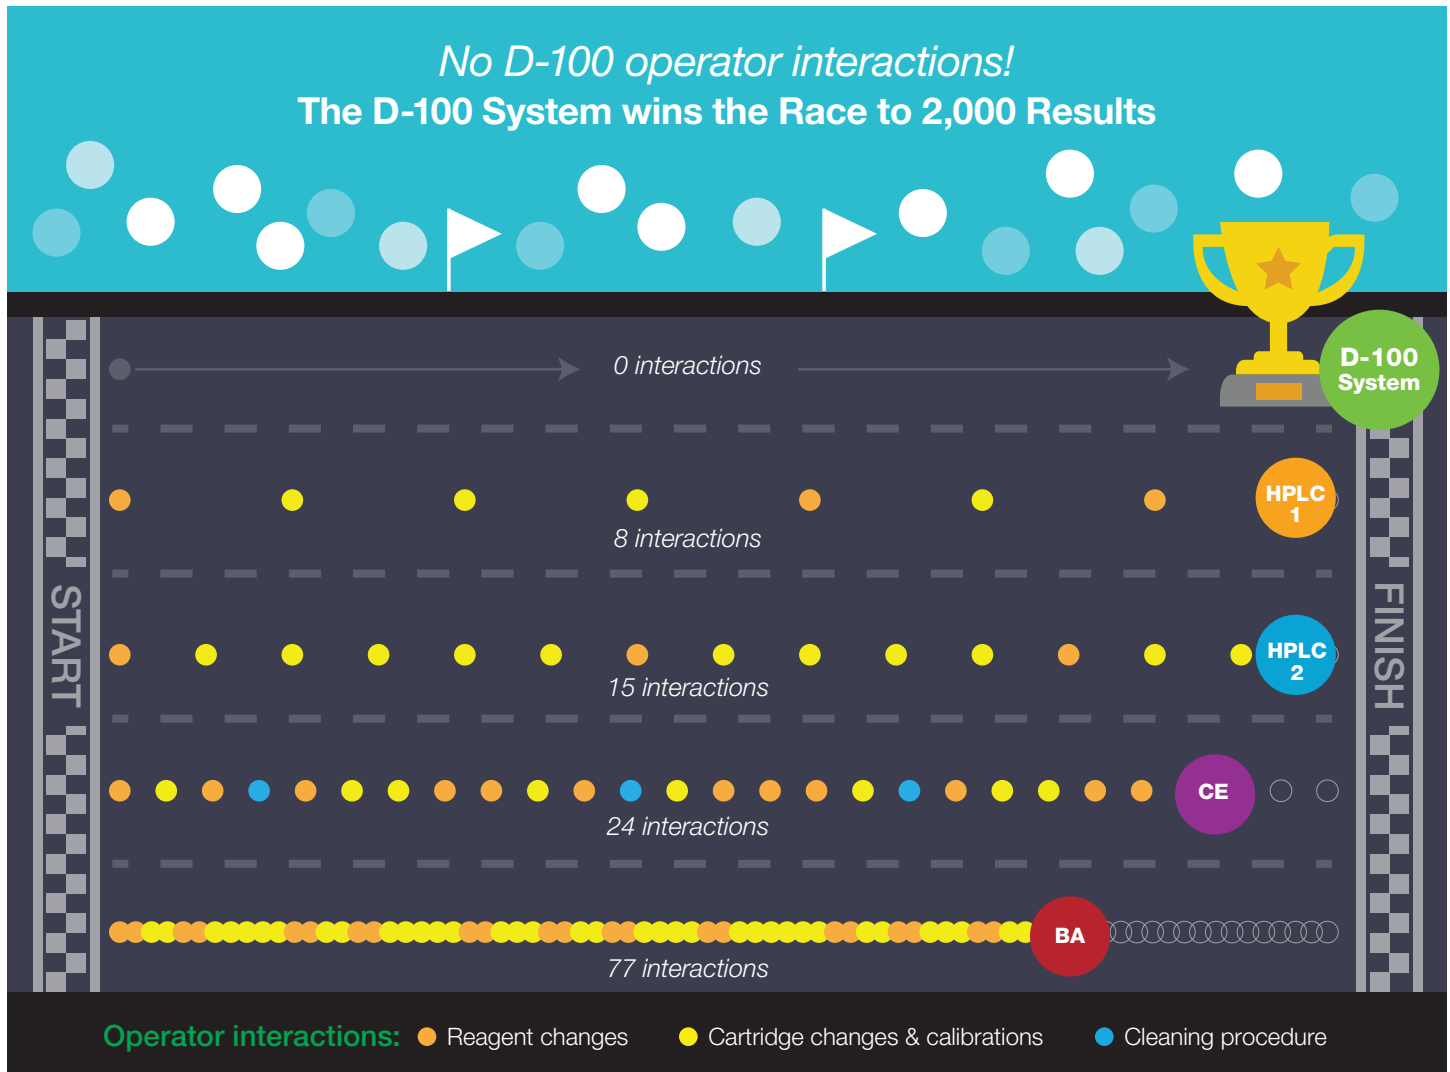 No D-100 operator interactions!
The D-100 System wins the Race to 2,000 Results
0 interactions
D-100
System
HPLC
1
8 interactions
START
FINISH
HPLC
2
15 interactions
CE
24 interactions
BA
77 interactions
Operator interactions: Reagent changes Cartridge changes & calibrations Cleaning procedure